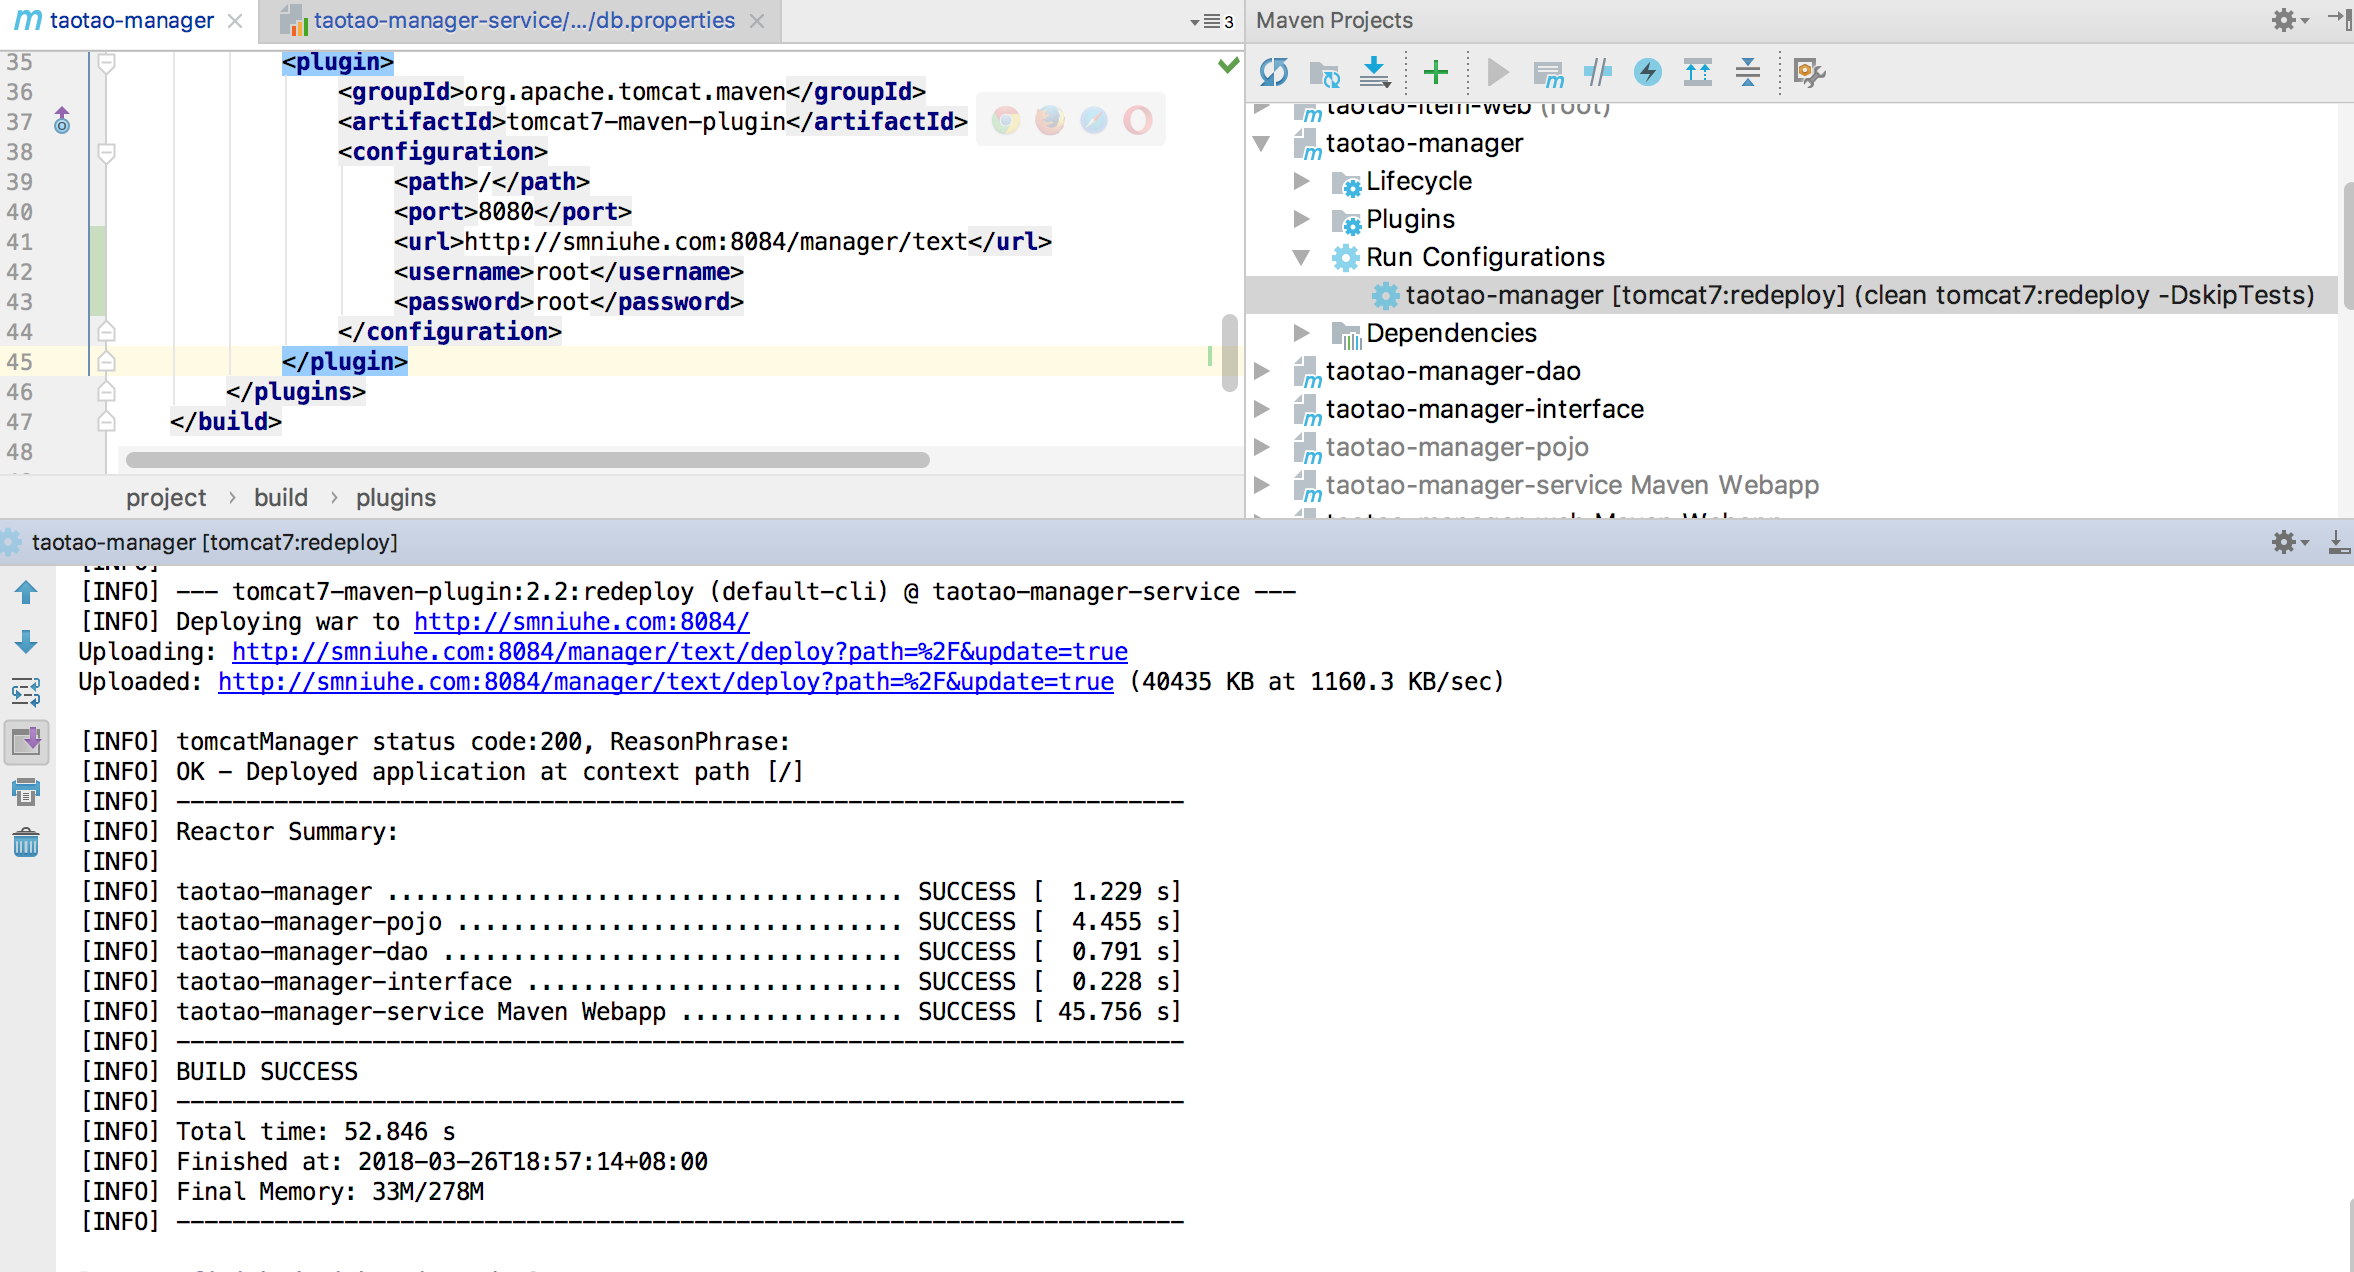 taotao-manager
taotao-manager-service/.../db.properties
3
35 <plugin>
36 <groupId>org.apache.tomcat.maven</groupId>
37 <artifactId>tomcat7-maven-plugin</artifactId>
38 <configuration>
39 <path>/</path>
40 <port>8080</port>
41 <url>http://smniuhe.com:8084/manager/text</url>
42 <username>root</username>
43 <password>root</password>
44 </configuration>
45 </plugin>
46 </plugins>
47 </build>
48
project › build › plugins
Maven Projects
taotao-item-web (root)
taotao-manager
Lifecycle
Plugins
Run Configurations
taotao-manager [tomcat7:redeploy] (clean tomcat7:redeploy -DskipTests)
Dependencies
taotao-manager-dao
taotao-manager-interface
taotao-manager-pojo
taotao-manager-service Maven Webapp
taotao-manager-web Maven Webapp
taotao-manager [tomcat7:redeploy]
[INFO]
[INFO] --- tomcat7-maven-plugin:2.2:redeploy (default-cli) @ taotao-manager-service ---
[INFO] Deploying war to http://smniuhe.com:8084/
Uploading: http://smniuhe.com:8084/manager/text/deploy?path=%2F&update=true
Uploaded: http://smniuhe.com:8084/manager/text/deploy?path=%2F&update=true (40435 KB at 1160.3 KB/sec)
[INFO] tomcatManager status code:200, ReasonPhrase:
[INFO] OK - Deployed application at context path [/]
[INFO] ------------------------------------------------------------------------
[INFO] Reactor Summary:
[INFO]
[INFO] taotao-manager ..................................... SUCCESS [  1.229 s]
[INFO] taotao-manager-pojo ................................ SUCCESS [  4.455 s]
[INFO] taotao-manager-dao ................................. SUCCESS [  0.791 s]
[INFO] taotao-manager-interface ........................... SUCCESS [  0.228 s]
[INFO] taotao-manager-service Maven Webapp ................ SUCCESS [ 45.756 s]
[INFO] ------------------------------------------------------------------------
[INFO] BUILD SUCCESS
[INFO] ------------------------------------------------------------------------
[INFO] Total time: 52.846 s
[INFO] Finished at: 2018-03-26T18:57:14+08:00
[INFO] Final Memory: 33M/278M
[INFO] ------------------------------------------------------------------------